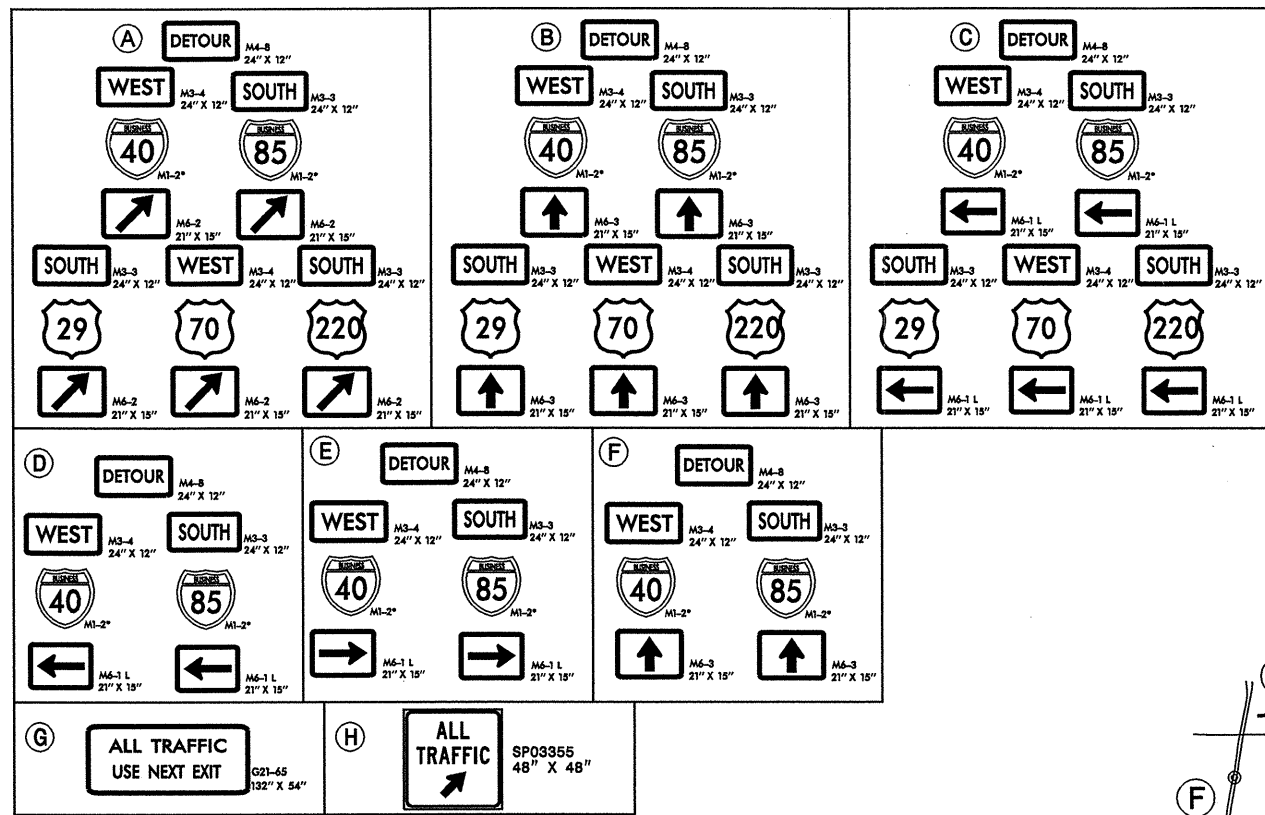 A
DETOUR M4-8
24" X 12"
WEST M3-4
24" X 12"
SOUTH M3-3
24" X 12"
BUSINESS
40 M1-2*
BUSINESS
85 M1-2*
M6-2
21" X 15"
M6-2
21" X 15"
SOUTH M3-3
24" X 12"
WEST M3-4
24" X 12"
SOUTH M3-3
24" X 12"
29 70 220
M6-2
21" X 15"
M6-2
21" X 15"
M6-2
21" X 15"
B
DETOUR M4-8
24" X 12"
WEST M3-4
24" X 12"
SOUTH M3-3
24" X 12"
BUSINESS
40 M1-2*
BUSINESS
85 M1-2*
M6-3
21" X 15"
M6-3
21" X 15"
SOUTH M3-3
24" X 12"
WEST M3-4
24" X 12"
SOUTH M3-3
24" X 12"
29 70 220
M6-3
21" X 15"
M6-3
21" X 15"
M6-3
21" X 15"
C
DETOUR M4-8
24" X 12"
WEST M3-4
24" X 12"
SOUTH M3-3
24" X 12"
BUSINESS
40 M1-2*
BUSINESS
85 M1-2*
M6-1 L
21" X 15"
M6-1 L
21" X 15"
SOUTH M3-3
24" X 12"
WEST M3-4
24" X 12"
SOUTH M3-3
24" X 12"
29 70 220
M6-1 L
21" X 15"
M6-1 L
21" X 15"
M6-1 L
21" X 15"
D
DETOUR M4-8
24" X 12"
WEST M3-4
24" X 12"
SOUTH M3-3
24" X 12"
BUSINESS
40 M1-2*
BUSINESS
85 M1-2*
M6-1 L
21" X 15"
M6-1 L
21" X 15"
E
DETOUR M4-8
24" X 12"
WEST M3-4
24" X 12"
SOUTH M3-3
24" X 12"
BUSINESS
40 M1-2*
BUSINESS
85 M1-2*
M6-1 L
21" X 15"
M6-1 L
21" X 15"
F
DETOUR M4-8
24" X 12"
WEST M3-4
24" X 12"
SOUTH M3-3
24" X 12"
BUSINESS
40 M1-2*
BUSINESS
85 M1-2*
M6-3
21" X 15"
M6-3
21" X 15"
G
ALL TRAFFIC
USE NEXT EXIT
G21-65
132" X 54"
H
ALL
TRAFFIC
SP03355
48" X 48"
F